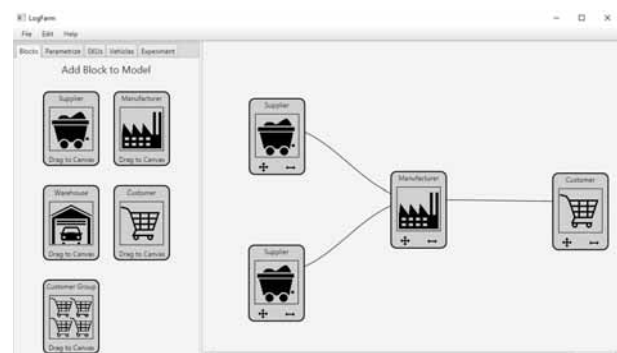 LogFarm
File Edit Help
Blocks Parametrize SKUs Vehicles Experiment
Add Block to Model
Supplier Manufacturer
Drag to Canvas Drag to Canvas
Warehouse Customer
Drag to Canvas Drag to Canvas
Customer Group
Drag to Canvas
Supplier
Manufacturer
Customer
Supplier